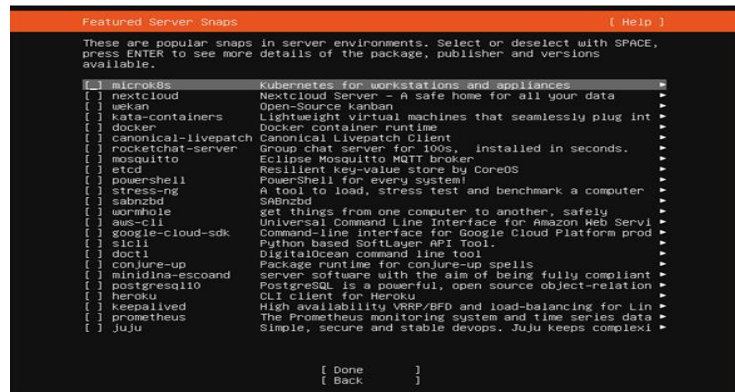 Featured Server Snaps [ Help ]
These are popular snaps in server environments. Select or deselect with SPACE,
press ENTER to see more details of the package, publisher and versions
available.
[ ] microk8s Kubernetes for workstations and appliances ►
[ ] nextcloud Nextcloud Server - A safe home for all your data ►
[ ] wekan Open-Source kanban ►
[ ] kata-containers Lightweight virtual machines that seamlessly plug int ►
[ ] docker Docker container runtime ►
[ ] canonical-livepatch Canonical Livepatch Client ►
[ ] rocketchat-server Group chat server for 100s, installed in seconds. ►
[ ] mosquitto Eclipse Mosquitto MQTT broker ►
[ ] etcd Resilient key-value store by CoreOS ►
[ ] powershell PowerShell for every system! ►
[ ] stress-ng A tool to load, stress test and benchmark a computer ►
[ ] sabnzbd SABnzbd ►
[ ] wormhole get things from one computer to another, safely ►
[ ] aws-cli Universal Command Line Interface for Amazon Web Servi ►
[ ] google-cloud-sdk Command-line interface for Google Cloud Platform prod ►
[ ] slcli Python based SoftLayer API Tool. ►
[ ] doctl DigitalOcean command line tool ►
[ ] conjure-up Package runtime for conjure-up spells ►
[ ] minidlna-escoand server software with the aim of being fully compliant ►
[ ] postgresql10 PostgreSQL is a powerful, open source object-relation ►
[ ] heroku CLI client for Heroku ►
[ ] keepalived High availability VRRP/BFD and load-balancing for Lin ►
[ ] prometheus The Prometheus monitoring system and time series data ►
[ ] juju Simple, secure and stable devops. Juju keeps complexi ►
[ Done ]
[ Back ]